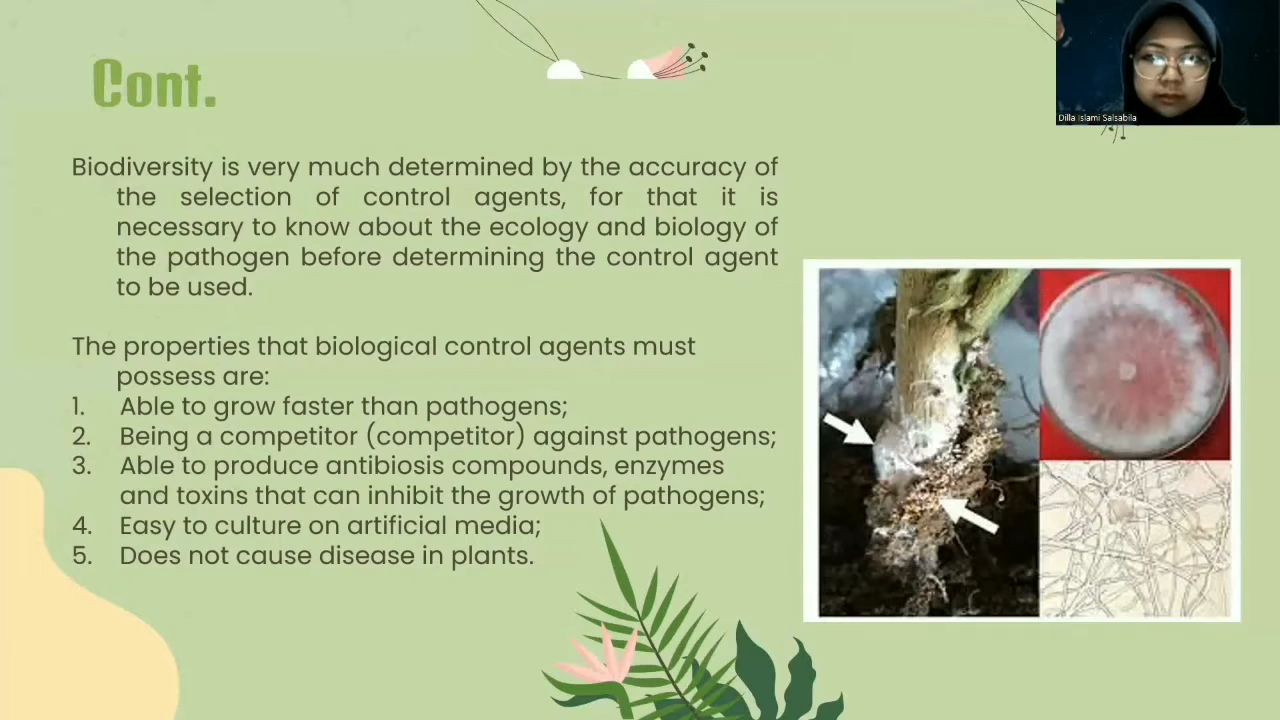 Cont.
Dilla Islami Salsabila
Biodiversity is very much determined by the accuracy of
the selection of control agents, for that it is
necessary to know about the ecology and biology of
the pathogen before determining the control agent
to be used.
The properties that biological control agents must
possess are:
1. Able to grow faster than pathogens;
2. Being a competitor (competitor) against pathogens;
3. Able to produce antibiosis compounds, enzymes
and toxins that can inhibit the growth of pathogens;
4. Easy to culture on artificial media;
5. Does not cause disease in plants.